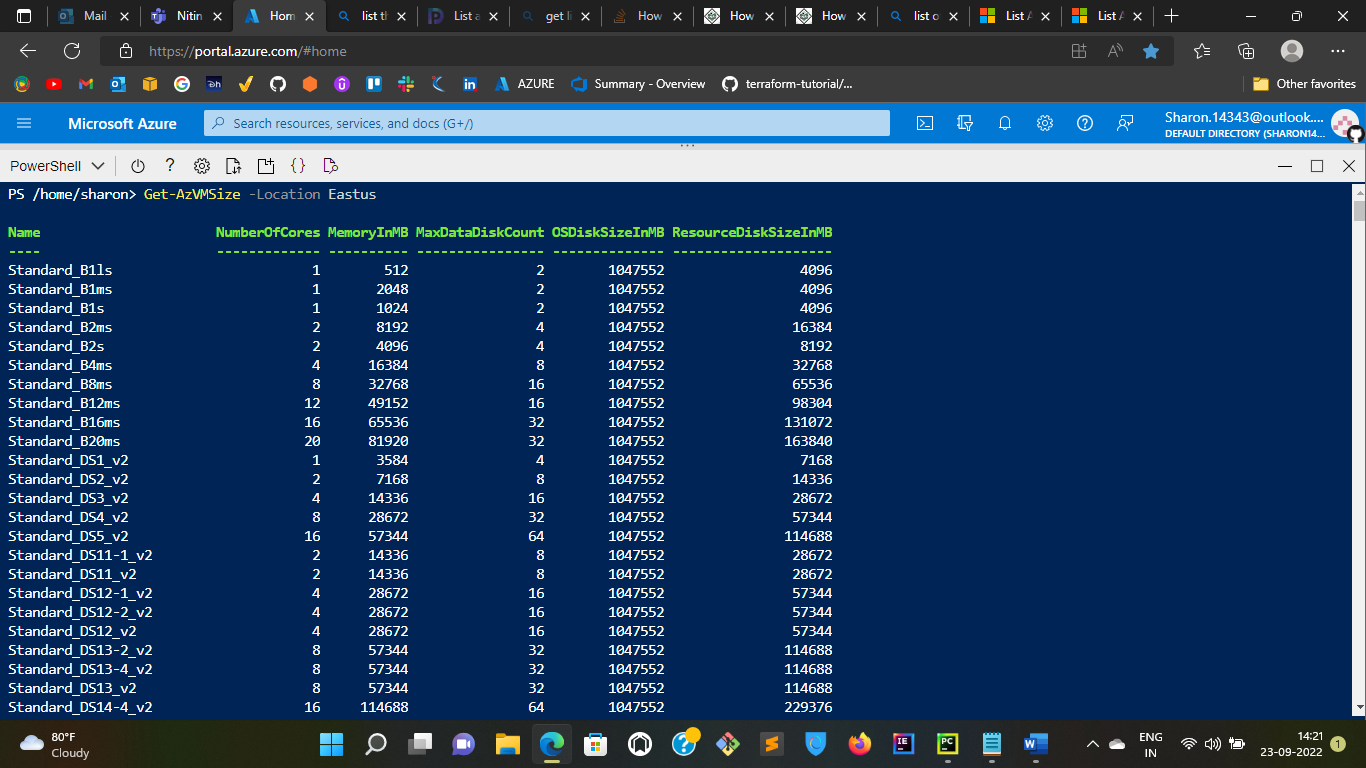 Mail
Nitin
Hom
list th
List a
get li
How
How
How
list o
List A
List A
https://portal.azure.com/#home
AZURE
Summary - Overview
terraform-tutorial/...
Other favorites
Microsoft Azure
Search resources, services, and docs (G+/)
Sharon.14343@outlook....
DEFAULT DIRECTORY (SHARON14...
PowerShell
PS /home/sharon> Get-AzVMSize -Location Eastus
Name NumberOfCores MemoryInMB MaxDataDiskCount OSDiskSizeInMB ResourceDiskSizeInMB
---- ------------- ---------- ---------------- -------------- --------------------
Standard_B1ls 1 512 2 1047552 4096
Standard_B1ms 1 2048 2 1047552 4096
Standard_B1s 1 1024 2 1047552 4096
Standard_B2ms 2 8192 4 1047552 16384
Standard_B2s 2 4096 4 1047552 8192
Standard_B4ms 4 16384 8 1047552 32768
Standard_B8ms 8 32768 16 1047552 65536
Standard_B12ms 12 49152 16 1047552 98304
Standard_B16ms 16 65536 32 1047552 131072
Standard_B20ms 20 81920 32 1047552 163840
Standard_DS1_v2 1 3584 4 1047552 7168
Standard_DS2_v2 2 7168 8 1047552 14336
Standard_DS3_v2 4 14336 16 1047552 28672
Standard_DS4_v2 8 28672 32 1047552 57344
Standard_DS5_v2 16 57344 64 1047552 114688
Standard_DS11-1_v2 2 14336 8 1047552 28672
Standard_DS11_v2 2 14336 8 1047552 28672
Standard_DS12-1_v2 4 28672 16 1047552 57344
Standard_DS12-2_v2 4 28672 16 1047552 57344
Standard_DS12_v2 4 28672 16 1047552 57344
Standard_DS13-2_v2 8 57344 32 1047552 114688
Standard_DS13-4_v2 8 57344 32 1047552 114688
Standard_DS13_v2 8 57344 32 1047552 114688
Standard_DS14-4_v2 16 114688 64 1047552 229376
80°F
Cloudy
ENG
IN
14:21
23-09-2022
1